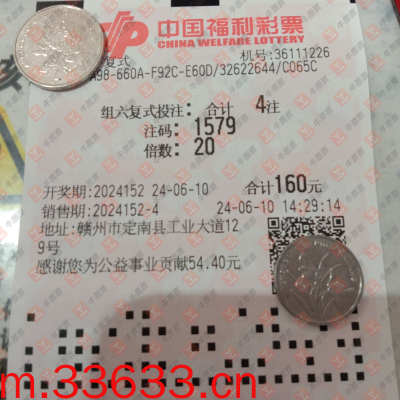 中国福利彩票
CHINA WELFARE LOTTERY
复式
机号:36111226
A98-660A-F92C-E60D/32622644/C065C
组六复式投注: 合计 4注
注码: 1579
倍数: 20
开奖期:2024152 24-06-10 合计160元
销售期:2024152-4 24-06-10 14:29:14
地址:赣州市定南县工业大道12
9号
感谢您为公益事业贡献54.40元
m.33633.cn